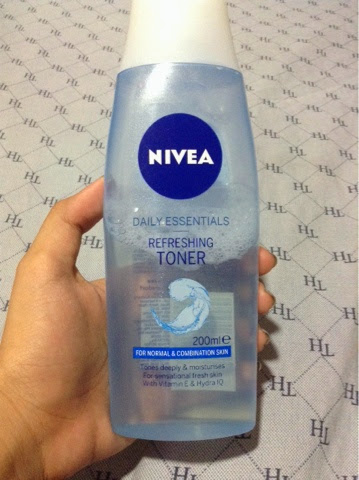 NIVEA
DAILY ESSENTIALS
REFRESHING
TONER
200ml e
FOR NORMAL & COMBINATION SKIN
Tones deeply & moisturises
For sensational fresh skin
With Vitamin E & Hydra IQ